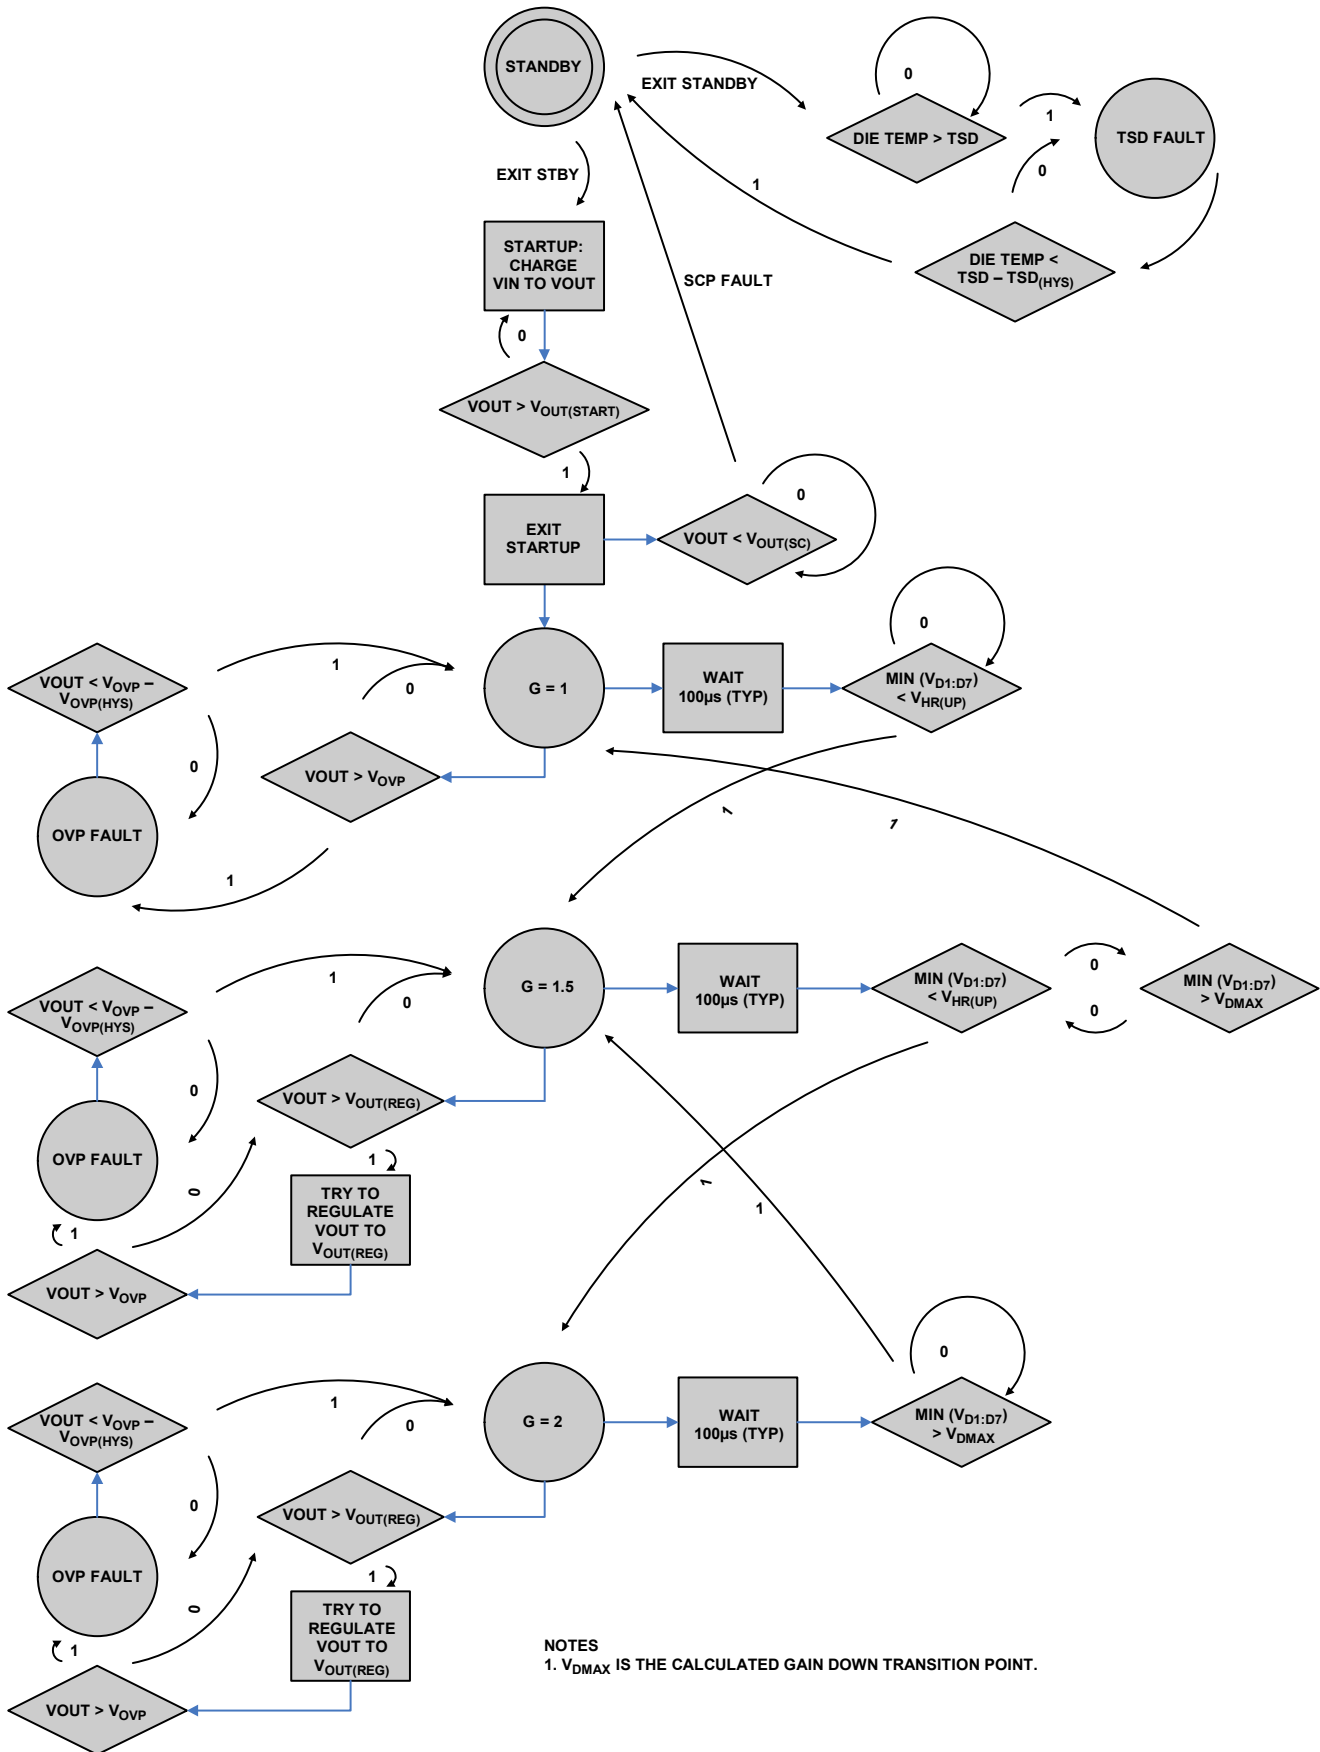 STANDBY
EXIT STANDBY
0
DIE TEMP > TSD
1
TSD FAULT
0
EXIT STBY
1
STARTUP:
CHARGE
VIN TO VOUT
DIE TEMP <
TSD – TSD(HYS)
SCP FAULT
0
VOUT > VOUT(START)
1
0
EXIT
STARTUP
VOUT < VOUT(SC)
0
VOUT < VOVP –
VOVP(HYS)
1
0
G = 1
WAIT
100µs (TYP)
MIN (VD1:D7)
< VHR(UP)
0
VOUT > VOVP
OVP FAULT
1
1
1
VOUT < VOVP –
VOVP(HYS)
1
0
G = 1.5
WAIT
100µs (TYP)
MIN (VD1:D7)
< VHR(UP)
0
0
MIN (VD1:D7)
> VDMAX
0
VOUT > VOUT(REG)
OVP FAULT
1
0
TRY TO
REGULATE
VOUT TO
VOUT(REG)
1
1
1
VOUT > VOVP
0
VOUT < VOVP –
VOVP(HYS)
1
0
G = 2
WAIT
100µs (TYP)
MIN (VD1:D7)
> VDMAX
0
VOUT > VOUT(REG)
OVP FAULT
1
0
TRY TO
REGULATE
VOUT TO
VOUT(REG)
1
VOUT > VOVP
NOTES
1. VDMAX IS THE CALCULATED GAIN DOWN TRANSITION POINT.